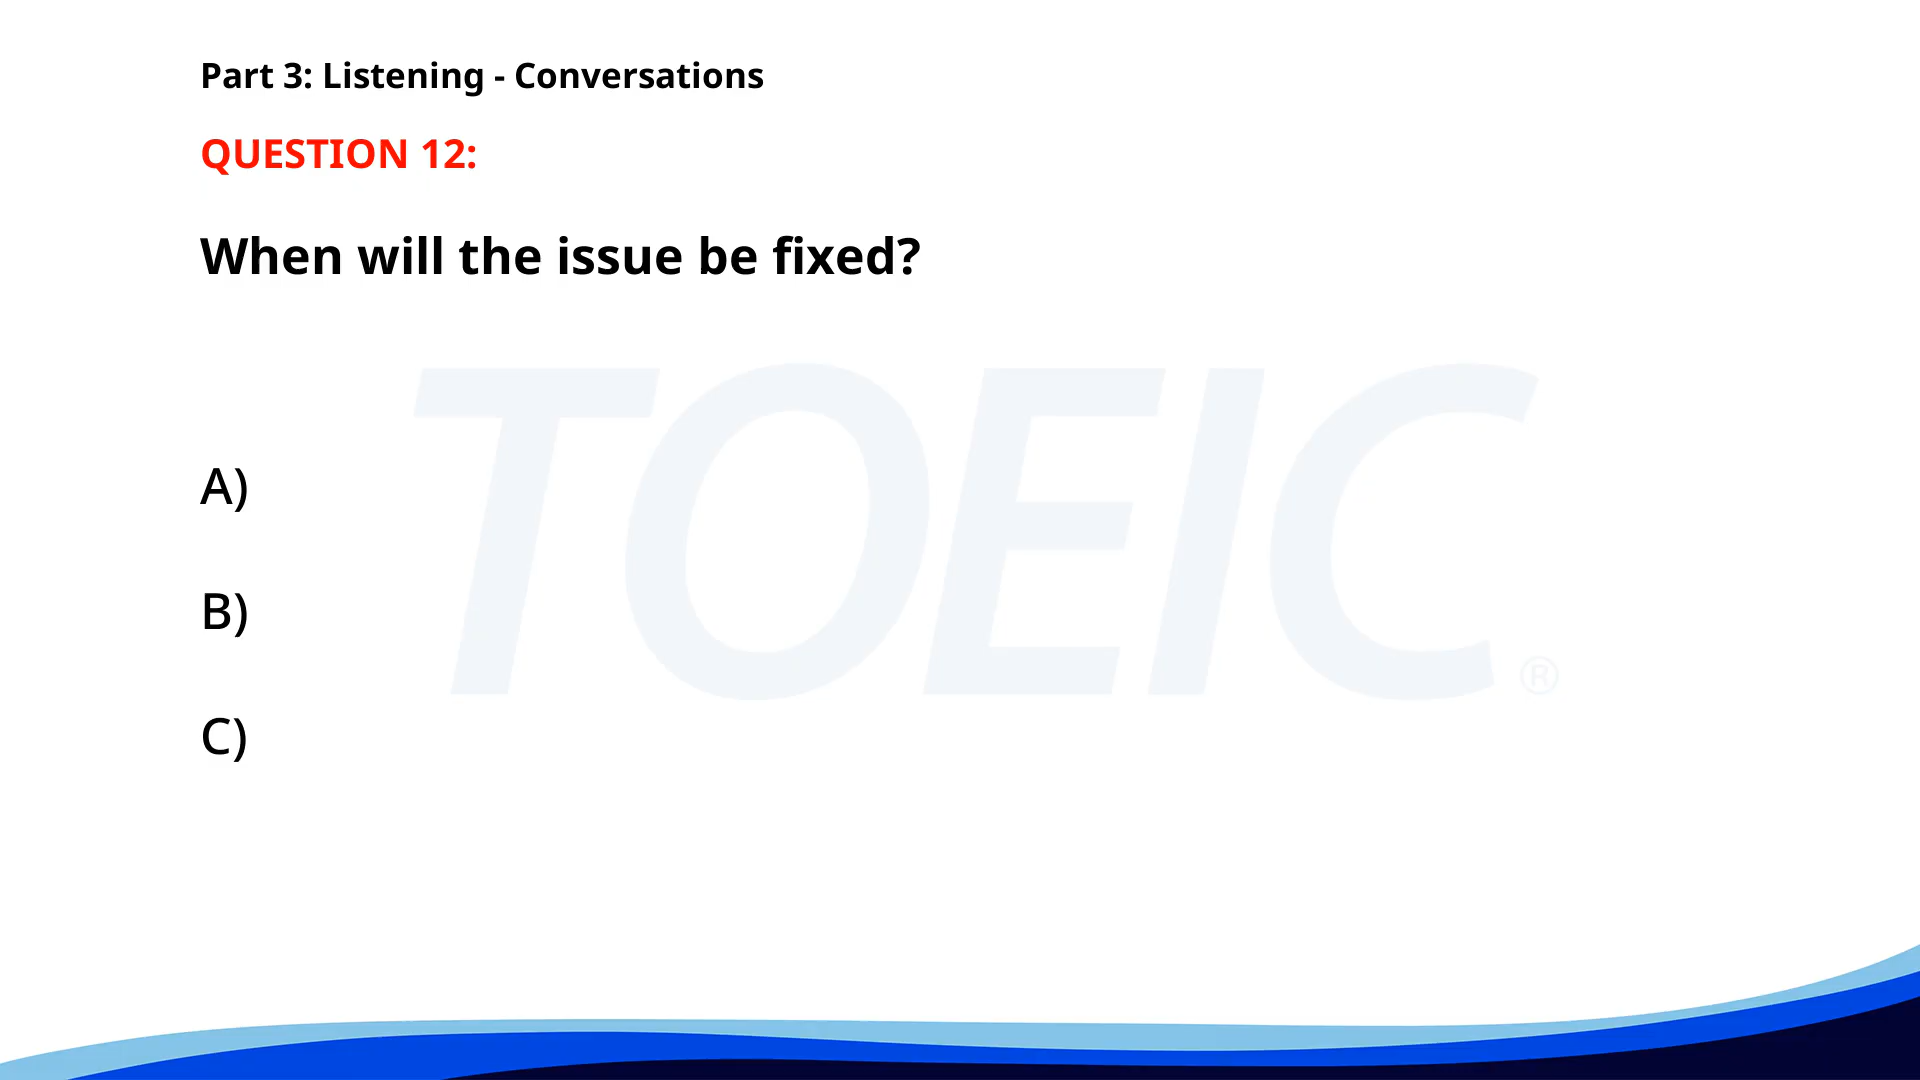 Part 3: Listening - Conversations
QUESTION 12:
When will the issue be fixed?
TOEIC®
A)
B)
C)